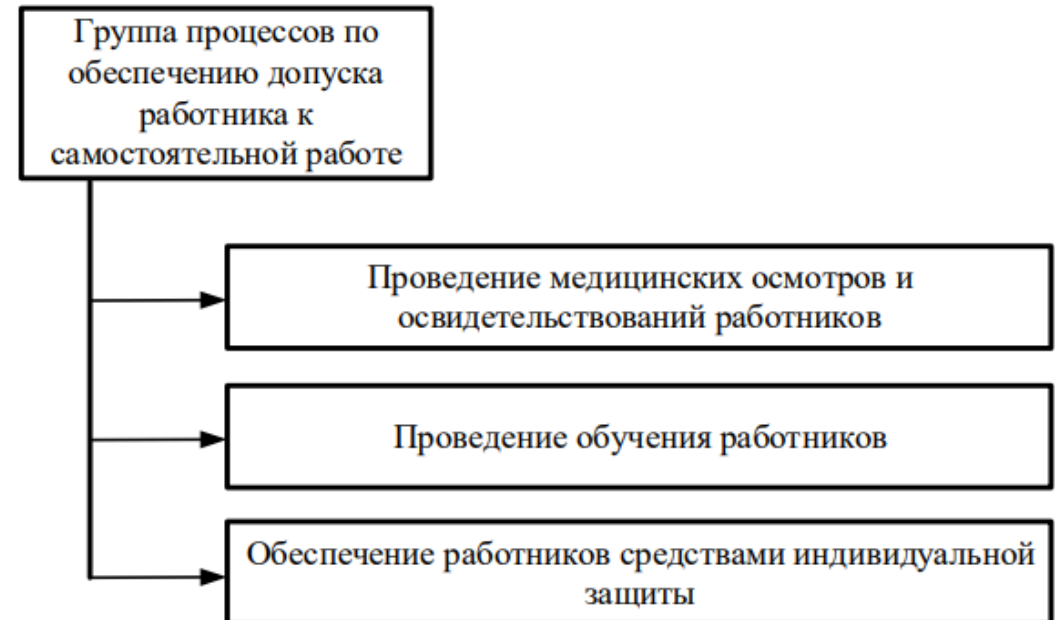 Группа процессов по
обеспечению допуска
работника к
самостоятельной работе
Проведение медицинских осмотров и
освидетельствований работников
Проведение обучения работников
Обеспечение работников средствами индивидуальной
защиты